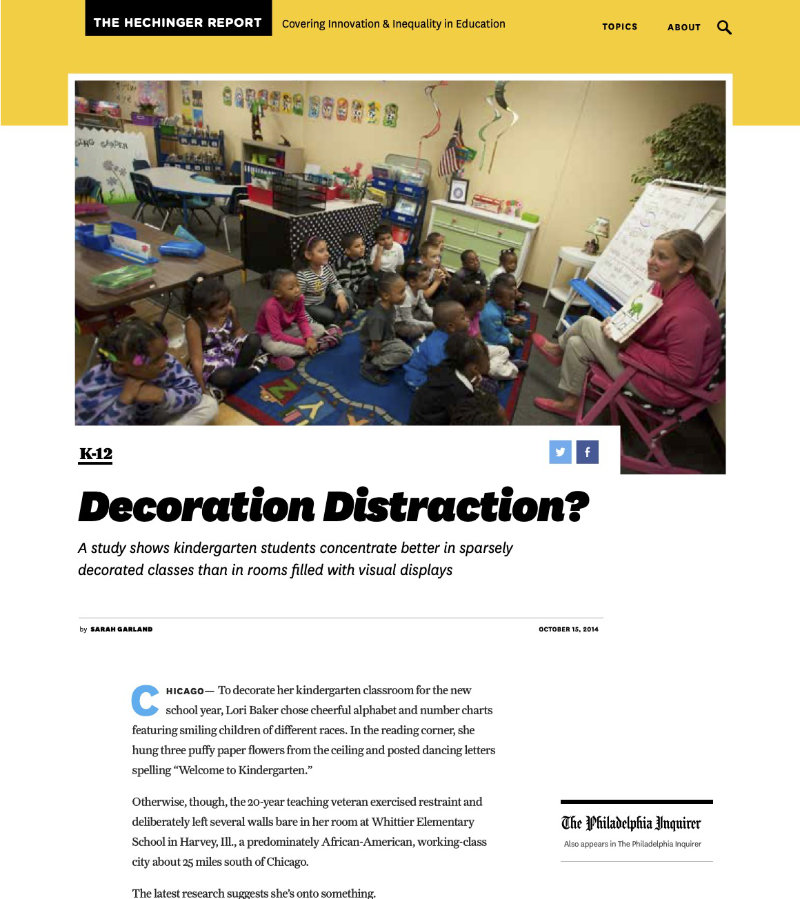 THE HECHINGER REPORT
Covering Innovation & Inequality in Education
TOPICS
ABOUT
K-12
Decoration Distraction?
A study shows kindergarten students concentrate better in sparsely
decorated classes than in rooms filled with visual displays
by SARAH GARLAND
OCTOBER 15, 2014
CHICAGO— To decorate her kindergarten classroom for the new
school year, Lori Baker chose cheerful alphabet and number charts
featuring smiling children of different races. In the reading corner, she
hung three puffy paper flowers from the ceiling and posted dancing letters
spelling “Welcome to Kindergarten.”
Otherwise, though, the 20-year teaching veteran exercised restraint and
deliberately left several walls bare in her room at Whittier Elementary
School in Harvey, Ill., a predominately African-American, working-class
city about 25 miles south of Chicago.
The latest research suggests she’s onto something.
The Philadelphia Inquirer
Also appears in The Philadelphia Inquirer